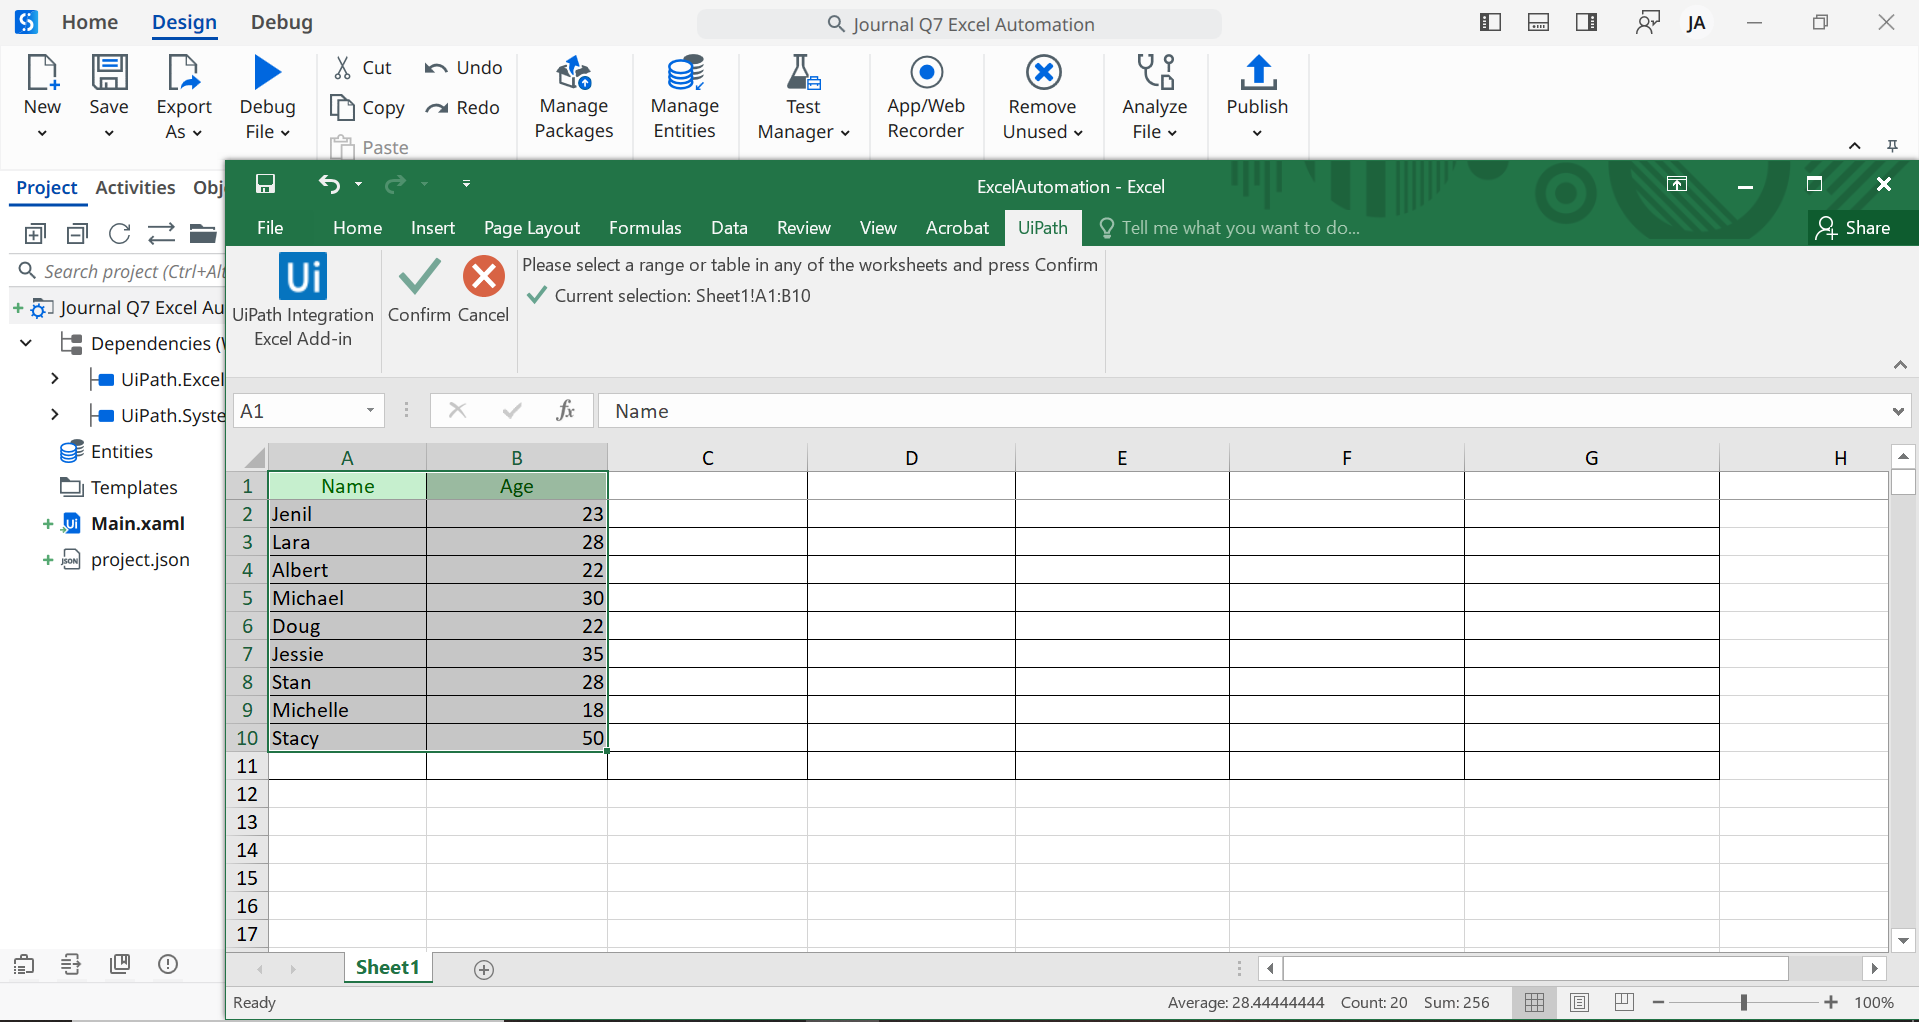 Home Design Debug Journal Q7 Excel Automation JA
New Save Export As Debug File Cut Undo Copy Redo Paste Manage Packages Manage Entities Test Manager App/Web Recorder Remove Unused Analyze File Publish
Project Activities Obj
Search project (Ctrl+Alt
Journal Q7 Excel Au
Dependencies (
UiPath.Excel
UiPath.Syste
Entities
Templates
Main.xaml
project.json
ExcelAutomation - Excel
File Home Insert Page Layout Formulas Data Review View Acrobat UiPath Tell me what you want to do... Share
Ui
UiPath Integration
Excel Add-in
Confirm Cancel
Please select a range or table in any of the worksheets and press Confirm
Current selection: Sheet1!A1:B10
A1 fx Name
A B C D E F G H
1 Name Age
2 Jenil 23
3 Lara 28
4 Albert 22
5 Michael 30
6 Doug 22
7 Jessie 35
8 Stan 28
9 Michelle 18
10 Stacy 50
11
12
13
14
15
16
17
Sheet1
Ready Average: 28.44444444 Count: 20 Sum: 256 100%